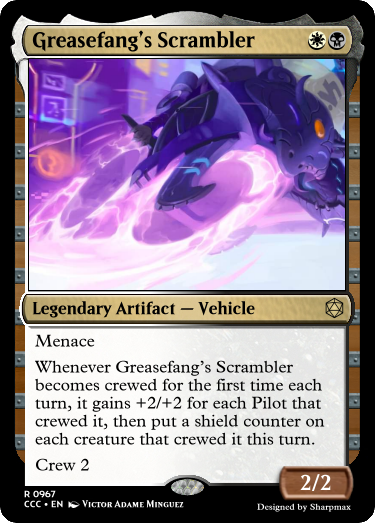 Greasefang's Scrambler
Legendary Artifact — Vehicle
Menace
Whenever Greasefang's Scrambler
becomes crewed for the first time each
turn, it gains +2/+2 for each Pilot that
crewed it, then put a shield counter on
each creature that crewed it this turn.
Crew 2
2/2
R 0967
CCC • EN Victor Adame Minguez
Designed by Sharpmax